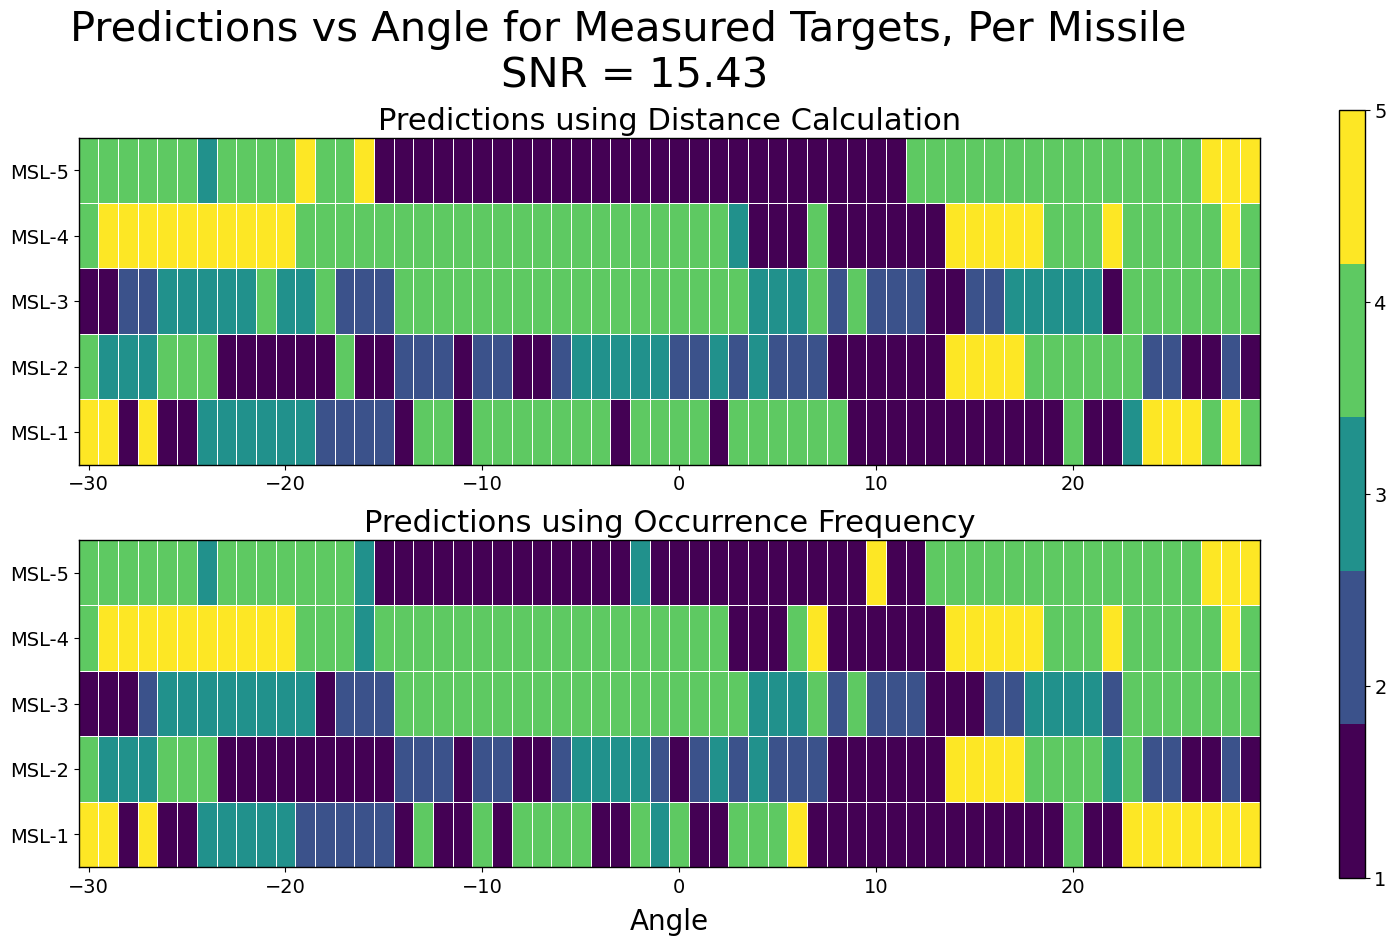 Predictions vs Angle for Measured Targets, Per Missile
SNR = 15.43
Predictions using Distance Calculation
MSL-5
MSL-4
MSL-3
MSL-2
MSL-1
−30 −20 −10 0 10 20
Predictions using Occurrence Frequency
MSL-5
MSL-4
MSL-3
MSL-2
MSL-1
−30 −20 −10 0 10 20
Angle
5
4
3
2
1